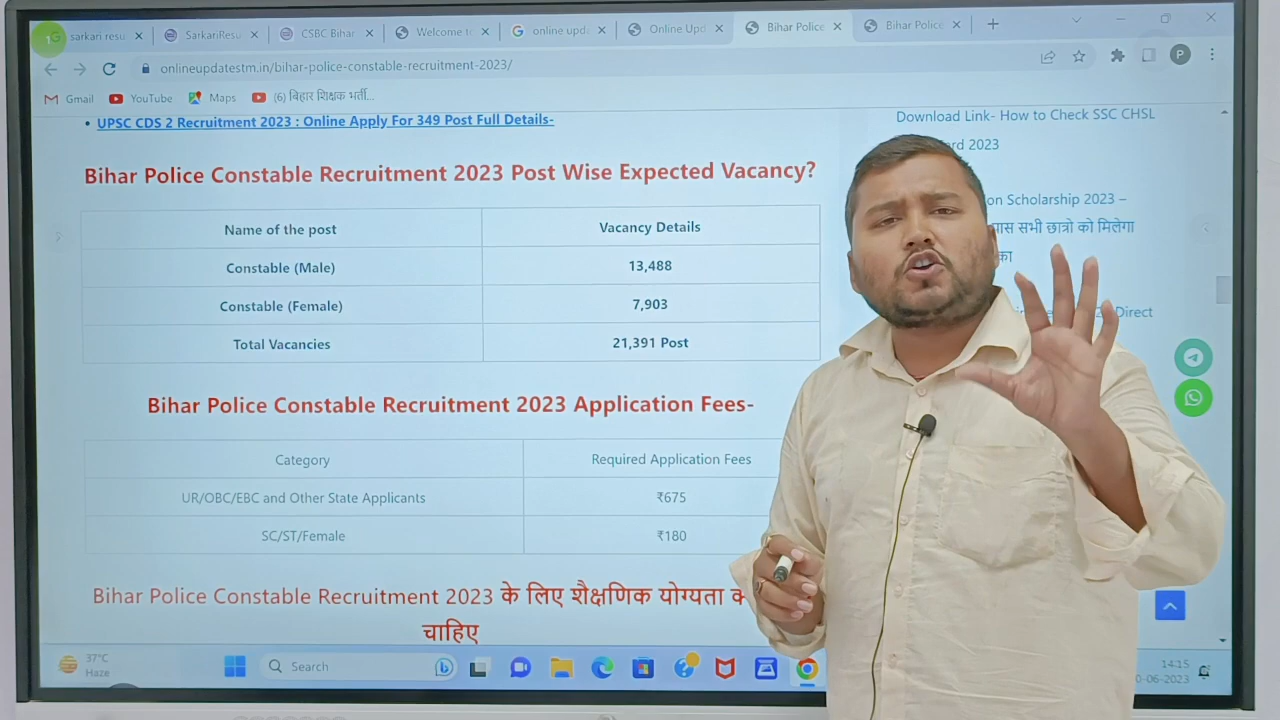 sarkari resu
SarkariResu
CSBC Bihar
Welcome to
online upda
Online Upd
Bihar Police
Bihar Police
onlineupdatestm.in/bihar-police-constable-recruitment-2023/
P
Gmail
YouTube
Maps
(6) बिहार शिक्षक भर्ती...
UPSC CDS 2 Recruitment 2023 : Online Apply For 349 Post Full Details-
Download Link- How to Check SSC CHSL
2023
Bihar Police Constable Recruitment 2023 Post Wise Expected Vacancy?
on Scholarship 2023 –
सभी छात्रो को मिलेगा
का
Direct
Name of the post
Vacancy Details
Constable (Male)
13,488
Constable (Female)
7,903
Total Vacancies
21,391 Post
Bihar Police Constable Recruitment 2023 Application Fees-
Category
Required Application Fees
UR/OBC/EBC and Other State Applicants
₹675
SC/ST/Female
₹180
Bihar Police Constable Recruitment 2023 के लिए शैक्षणिक योग्यता
चाहिए
37°C
Haze
Search
14:15
0-06-2023